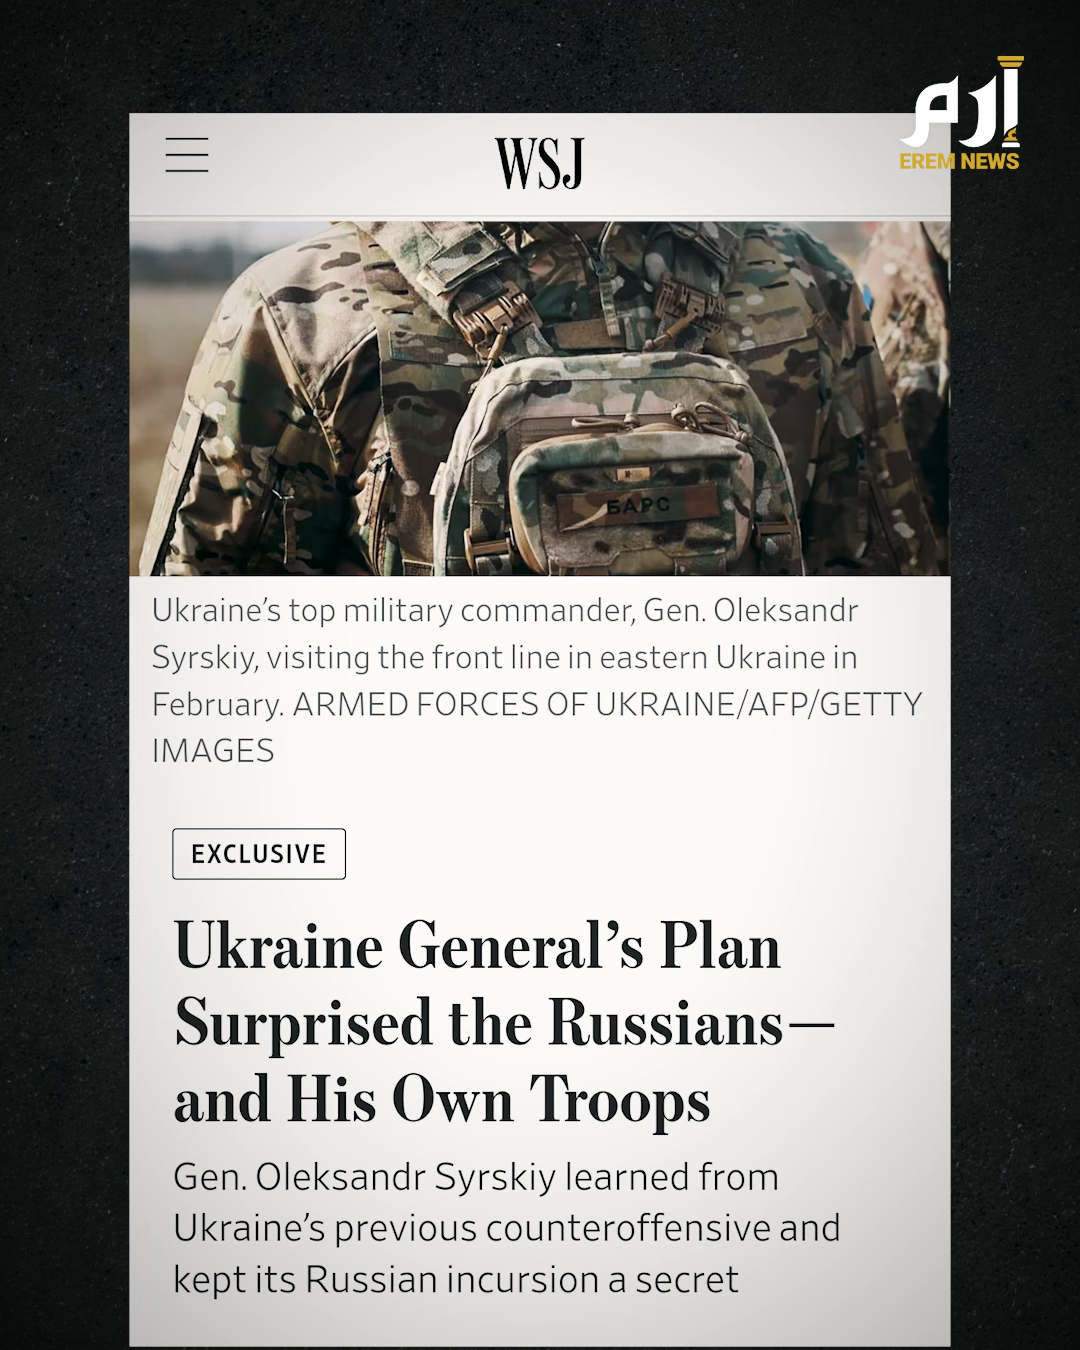 إرم
EREM NEWS
WSJ
БАРС
Ukraine’s top military commander, Gen. Oleksandr
Syrskiy, visiting the front line in eastern Ukraine in
February. ARMED FORCES OF UKRAINE/AFP/GETTY
IMAGES
EXCLUSIVE
Ukraine General’s Plan
Surprised the Russians—
and His Own Troops
Gen. Oleksandr Syrskiy learned from
Ukraine’s previous counteroffensive and
kept its Russian incursion a secret